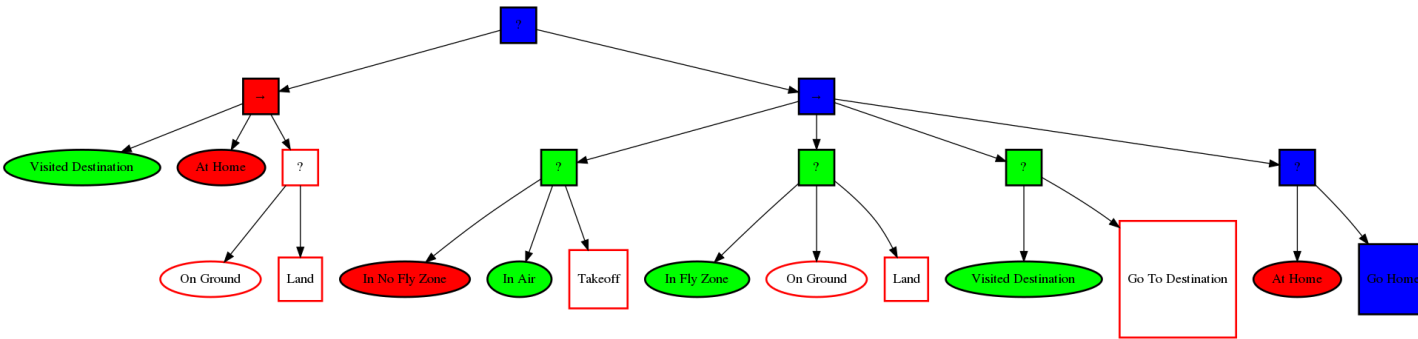 ?
→
→
Visited Destination
At Home
?
?
?
?
?
On Ground
Land
In No Fly Zone
In Air
Takeoff
In Fly Zone
On Ground
Land
Visited Destination
Go To Destination
At Home
Go Home